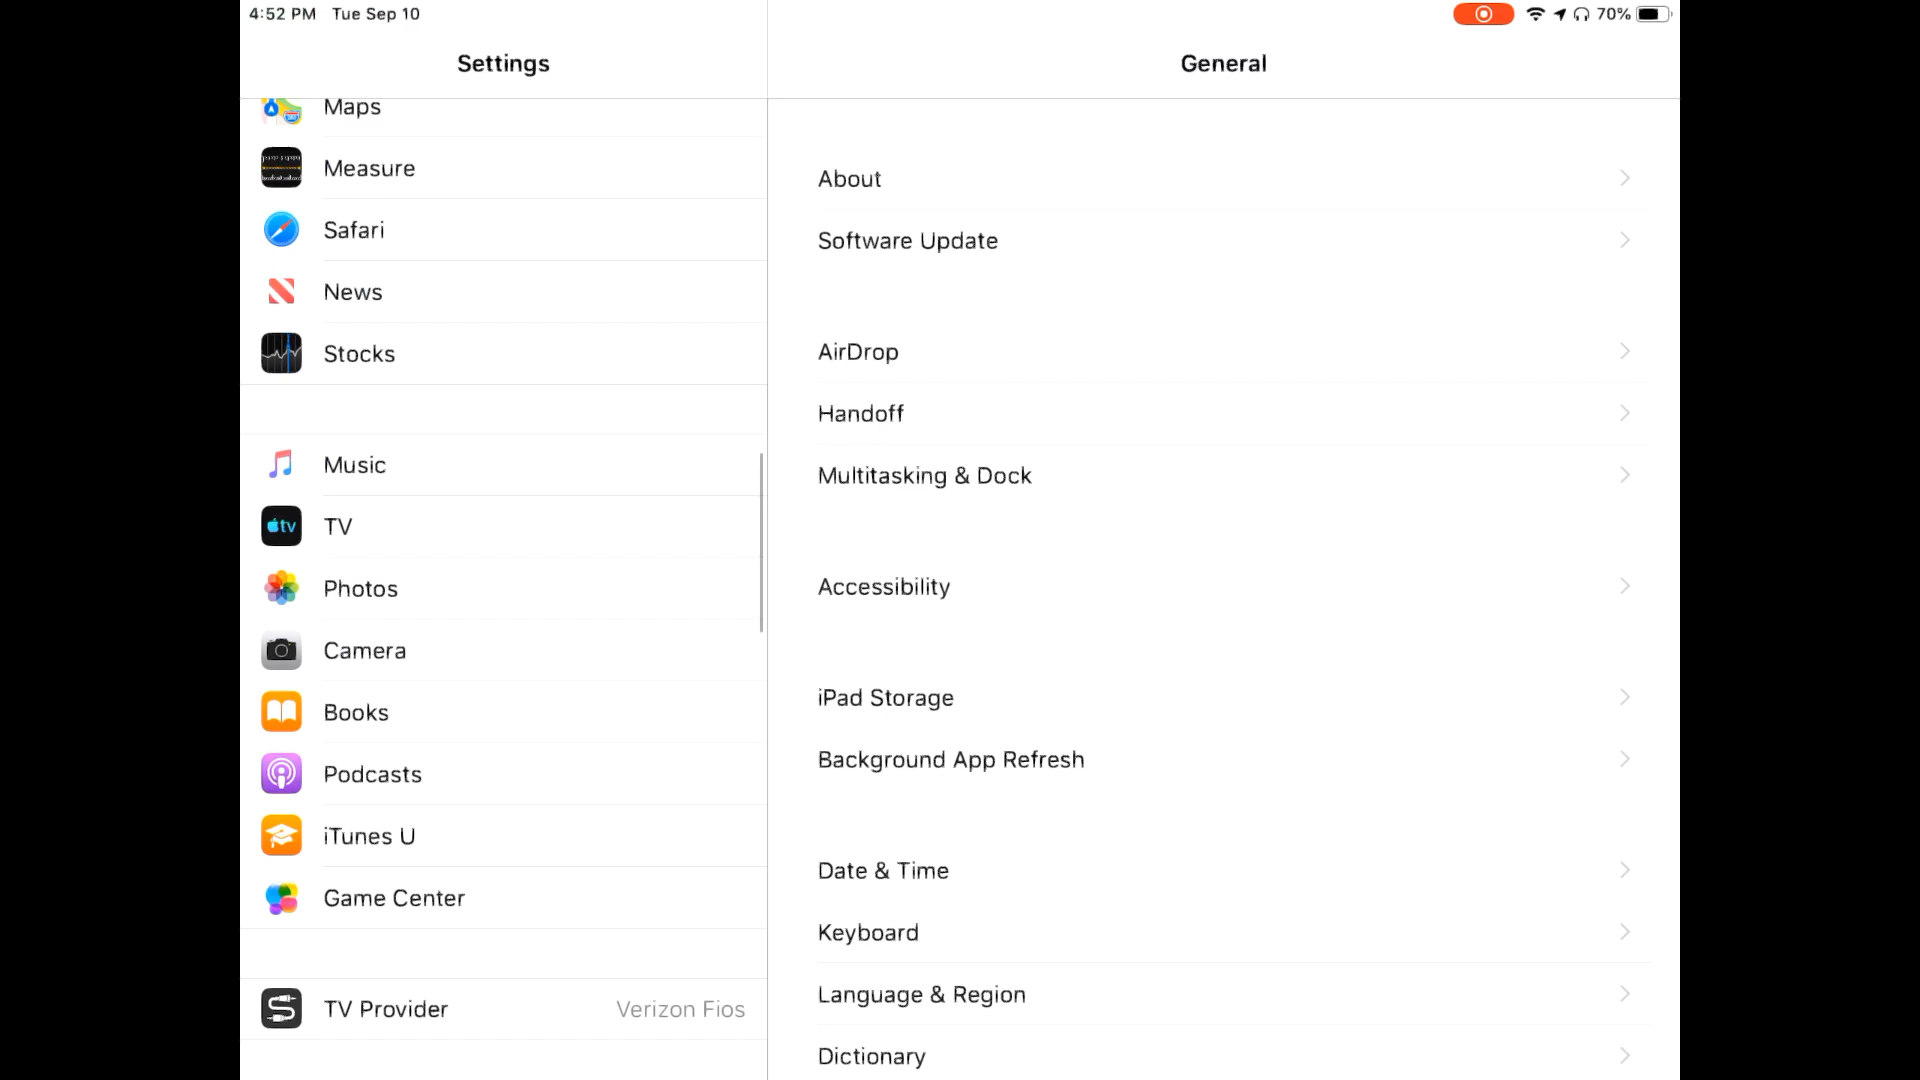 4:52 PM Tue Sep 10
70%
Settings
Maps
Measure
Safari
News
Stocks
Music
tv TV
Photos
Camera
Books
Podcasts
iTunes U
Game Center
TV Provider Verizon Fios
General
About
Software Update
AirDrop
Handoff
Multitasking & Dock
Accessibility
iPad Storage
Background App Refresh
Date & Time
Keyboard
Language & Region
Dictionary